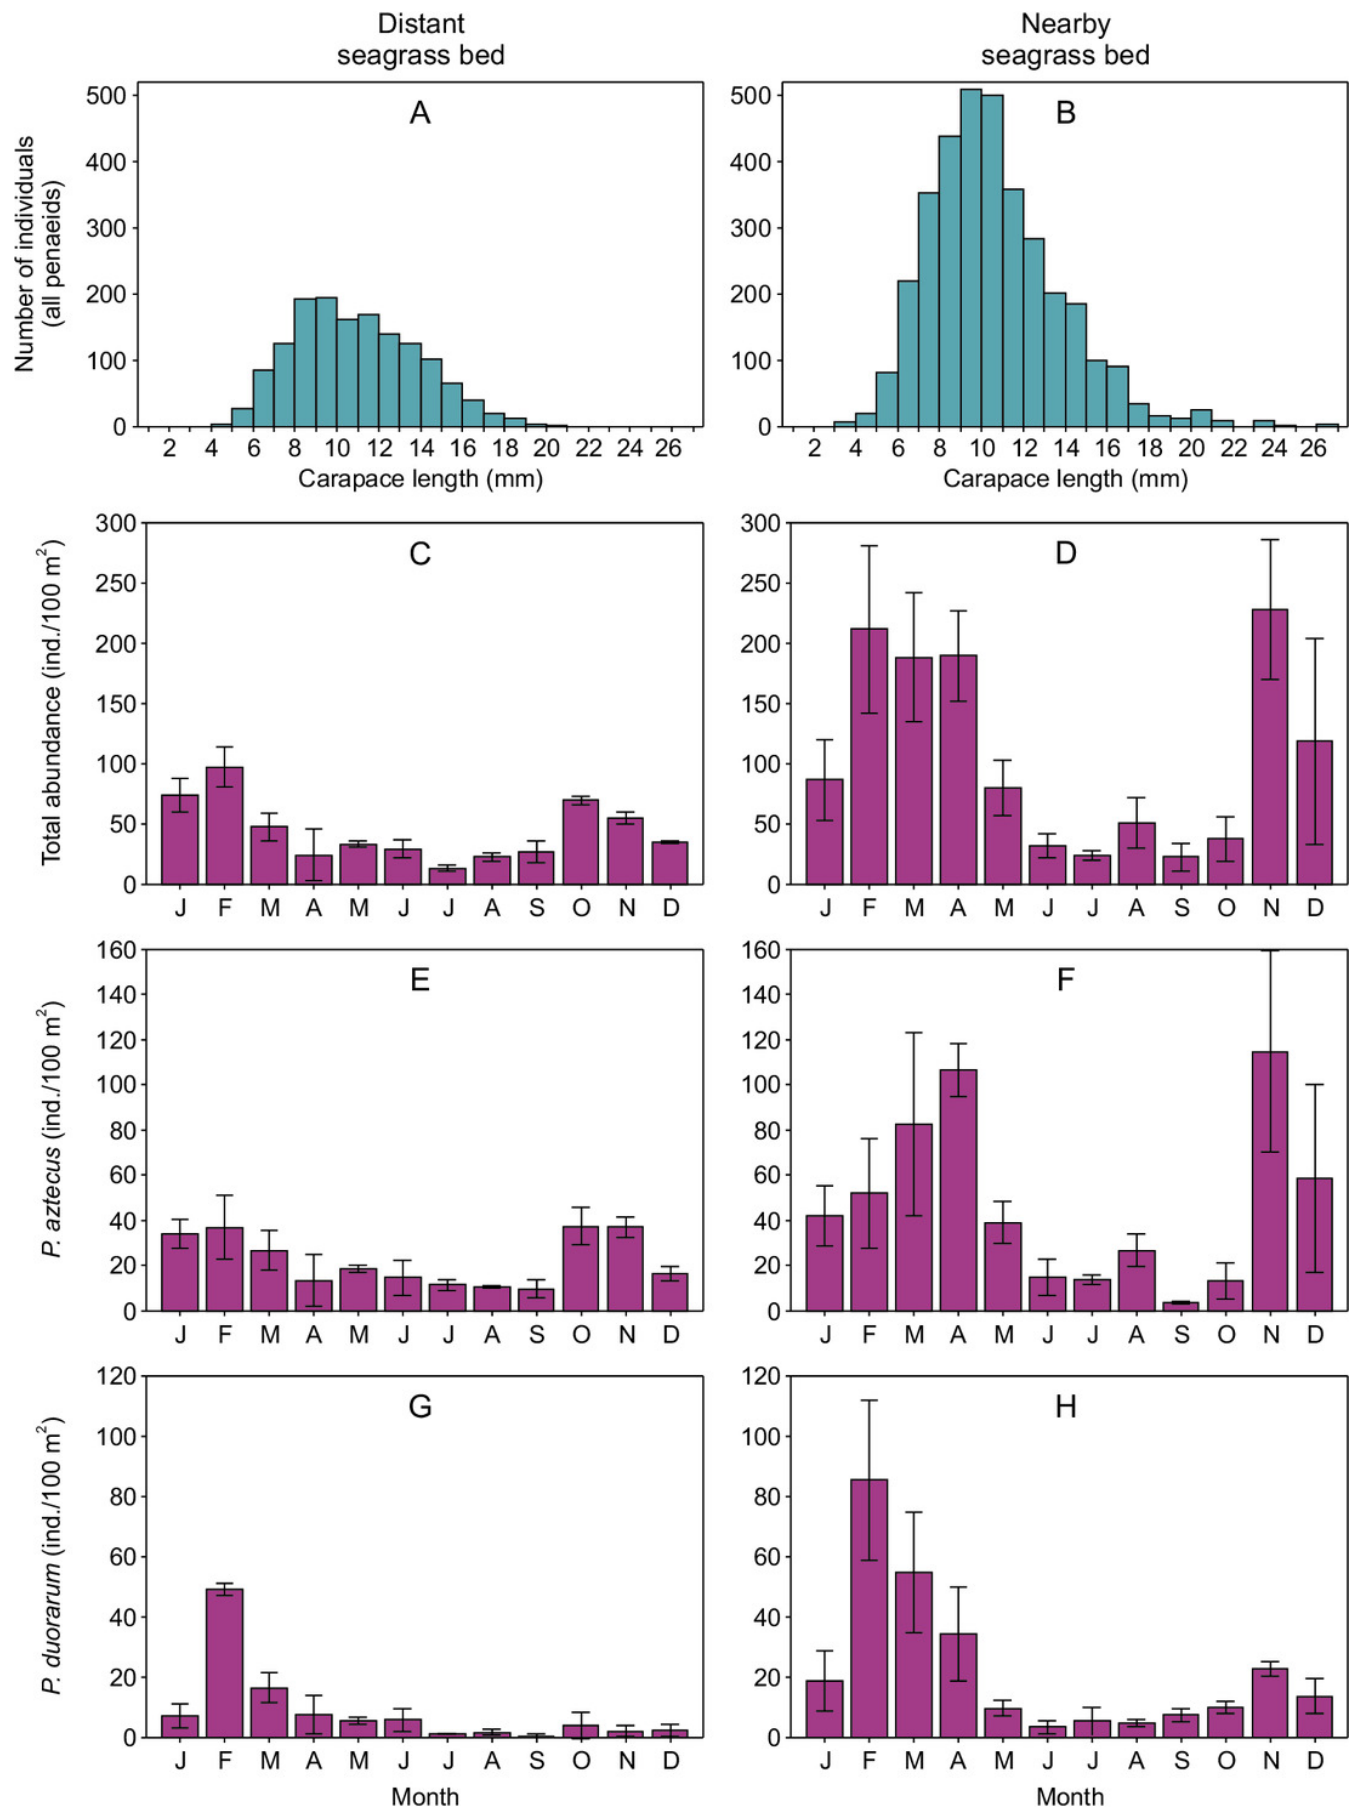 Distant
seagrass bed
Nearby
seagrass bed
Number of individuals
(all penaeids)
500
400
300
200
100
0
A
2 4 6 8 10 12 14 16 18 20 22 24 26
Carapace length (mm)
500
400
300
200
100
0
B
2 4 6 8 10 12 14 16 18 20 22 24 26
Carapace length (mm)
Total abundance (ind./100 m²)
300
250
200
150
100
50
0
C
J F M A M J J A S O N D
300
250
200
150
100
50
0
D
J F M A M J J A S O N D
P. aztecus (ind./100 m²)
160
140
120
100
80
60
40
20
0
E
J F M A M J J A S O N D
160
140
120
100
80
60
40
20
0
F
J F M A M J J A S O N D
P. duorarum (ind./100 m²)
120
100
80
60
40
20
0
G
J F M A M J J A S O N D
Month
120
100
80
60
40
20
0
H
J F M A M J J A S O N D
Month